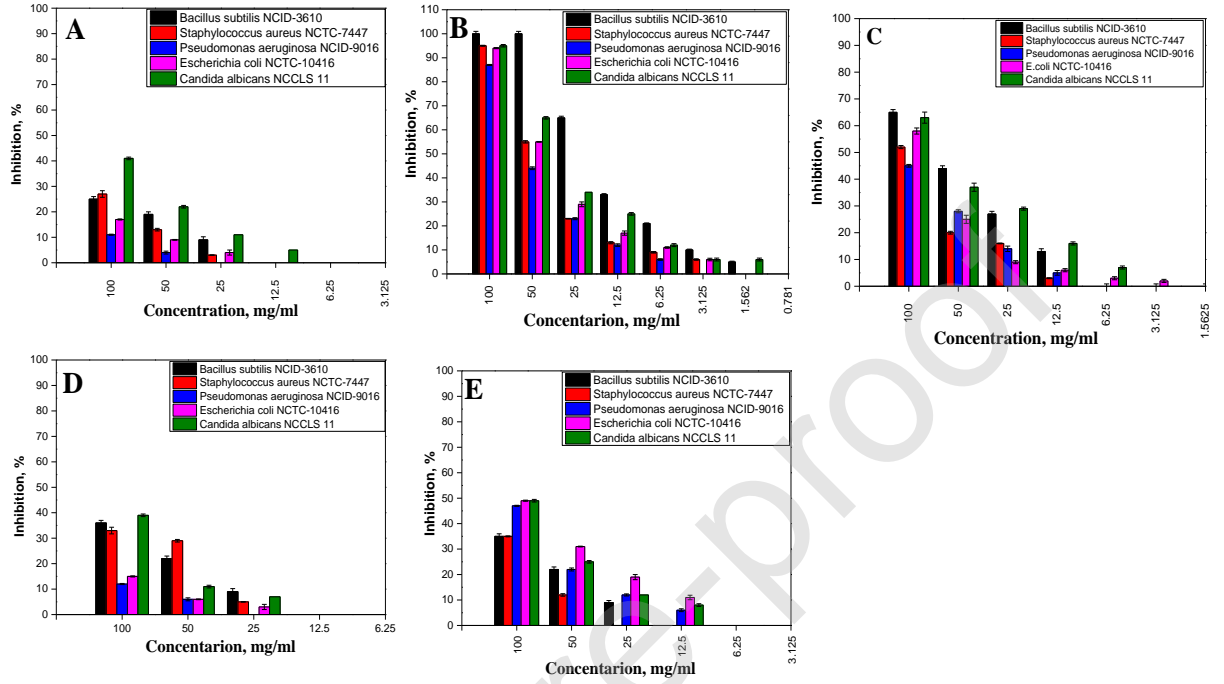 A
Bacillus subtilis NCID-3610
Staphylococcus aureus NCTC-7447
Pseudomonas aeruginosa NCID-9016
Escherichia coli NCTC-10416
Candida albicans NCCLS 11
Inhibition, %
100
90
80
70
60
50
40
30
20
10
0
100
50
25
12.5
6.25
3.125
Concentration, mg/ml
B
Bacillus subtilis NCID-3610
Staphylococcus aureus NCTC-7447
Pseudomonas aeruginosa NCID-9016
Escherichia coli NCTC-10416
Candida albicans NCCLS 11
Inhibition, %
110
100
90
80
70
60
50
40
30
20
10
0
100
50
25
12.5
6.25
3.125
1.562
0.781
Concentarion, mg/ml
C
Bacillus subtilis NCID-3610
Staphylococcus aureus NCTC-7447
Pseudomonas aeruginosa NCID-9016
E.coli NCTC-10416
Candida albicans NCCLS 11
Inhibition, %
100
90
80
70
60
50
40
30
20
10
0
100
50
25
12.5
6.25
3.125
1.5625
Concentration, mg/ml
D
Bacillus subtilis NCID-3610
Staphylococcus aureus NCTC-7447
Pseudomonas aeruginosa NCID-9016
Escherichia coli NCTC-10416
Candida albicans NCCLS 11
Inhibition, %
100
90
80
70
60
50
40
30
20
10
0
100
50
25
12.5
6.25
Concentarion, mg/ml
E
Bacillus subtilis NCID-3610
Staphylococcus aureus NCTC-7447
Pseudomonas aeruginosa NCID-9016
Escherichia coli NCTC-10416
Candida albicans NCCLS 11
Inhibition, %
100
90
80
70
60
50
40
30
20
10
0
100
50
25
12.5
6.25
3.125
Concentarion, mg/ml
re-proof